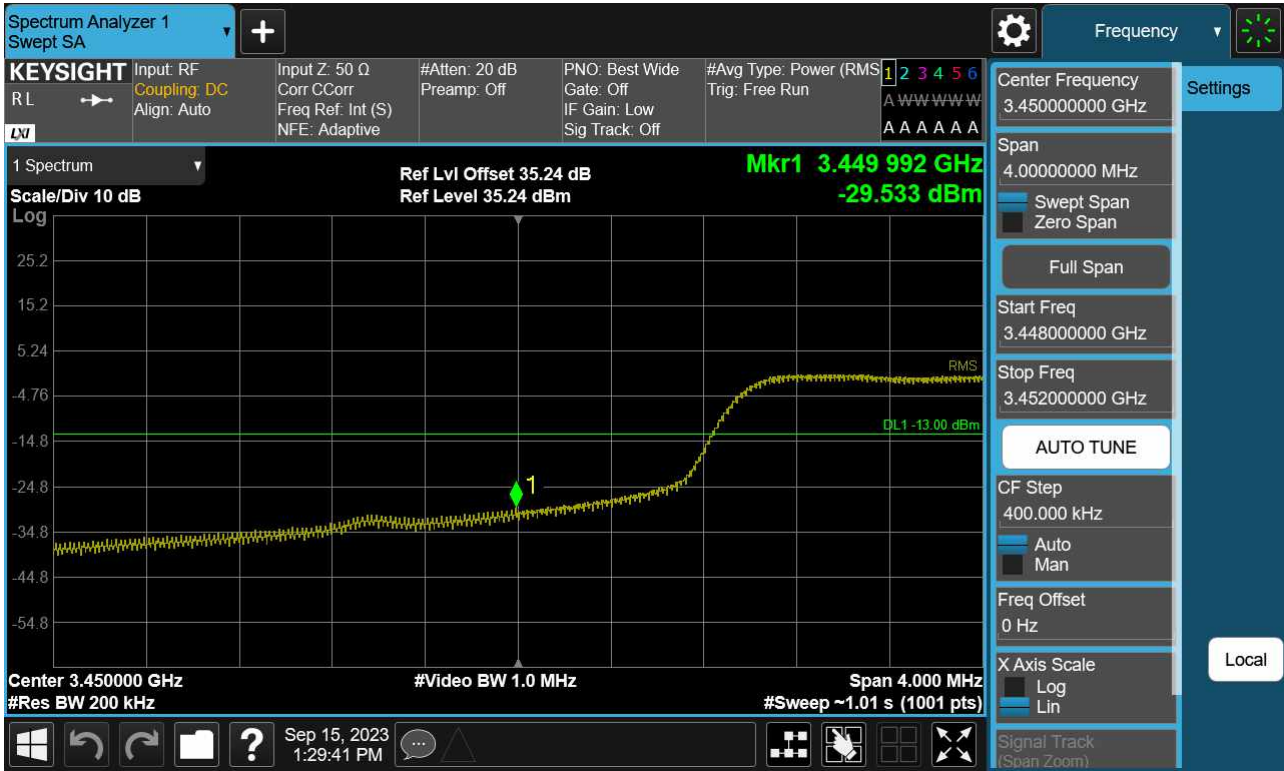 Spectrum Analyzer 1
Swept SA
Frequency
KEYSIGHT
R L
LXI
Input: RF
Coupling: DC
Align: Auto
Input Z: 50 Ω
Corr CCorr
Freq Ref: Int (S)
NFE: Adaptive
#Atten: 20 dB
Preamp: Off
PNO: Best Wide
Gate: Off
IF Gain: Low
Sig Track: Off
#Avg Type: Power (RMS
Trig: Free Run
1 2 3 4 5 6
A W W W W W
A A A A A A
1 Spectrum
Scale/Div 10 dB
Log
Ref Lvl Offset 35.24 dB
Ref Level 35.24 dBm
Mkr1 3.449 992 GHz
-29.533 dBm
25.2
15.2
5.24
-4.76
-14.8
-24.8
-34.8
-44.8
-54.8
RMS
DL1 -13.00 dBm
1
Center 3.450000 GHz
#Res BW 200 kHz
#Video BW 1.0 MHz
Span 4.000 MHz
#Sweep ~1.01 s (1001 pts)
Center Frequency
3.450000000 GHz
Span
4.00000000 MHz
Swept Span
Zero Span
Full Span
Start Freq
3.448000000 GHz
Stop Freq
3.452000000 GHz
AUTO TUNE
CF Step
400.000 kHz
Auto
Man
Freq Offset
0 Hz
X Axis Scale
Log
Lin
Signal Track
(Span Zoom)
Settings
Local
?
Sep 15, 2023
1:29:41 PM